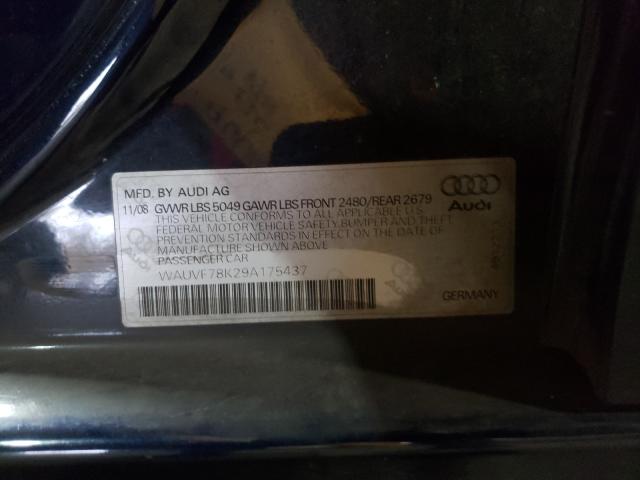 MFD. BY AUDI AG
11/08 GVWR LBS 5049 GAWR LBS FRONT 2480/REAR 2679
THIS VEHICLE CONFORMS TO ALL APPLICABLE U.S.
FEDERAL MOTOR VEHICLE SAFETY, BUMPER AND THEFT
PREVENTION STANDARDS IN EFFECT ON THE DATE OF
MANUFACTURE SHOWN ABOVE
PASSENGER CAR
WAUVF78K29A175437
Audi
GERMANY